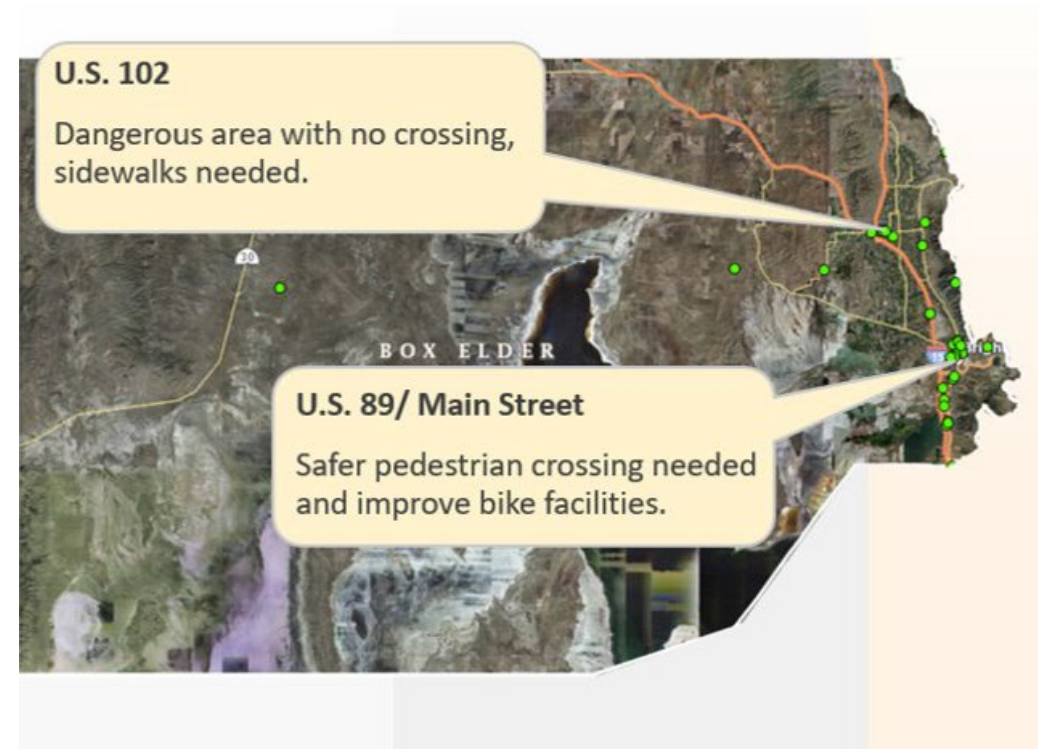 U.S. 102
Dangerous area with no crossing,
sidewalks needed.
30
BOX ELDER
15
U.S. 89/ Main Street
Safer pedestrian crossing needed
and improve bike facilities.